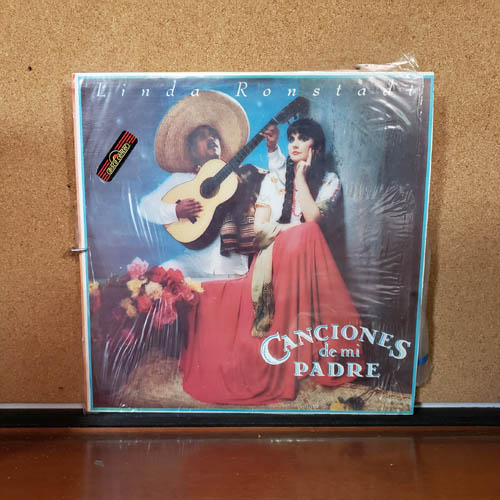 Linda Ronstadt
CANCIONES
de mi
PADRE